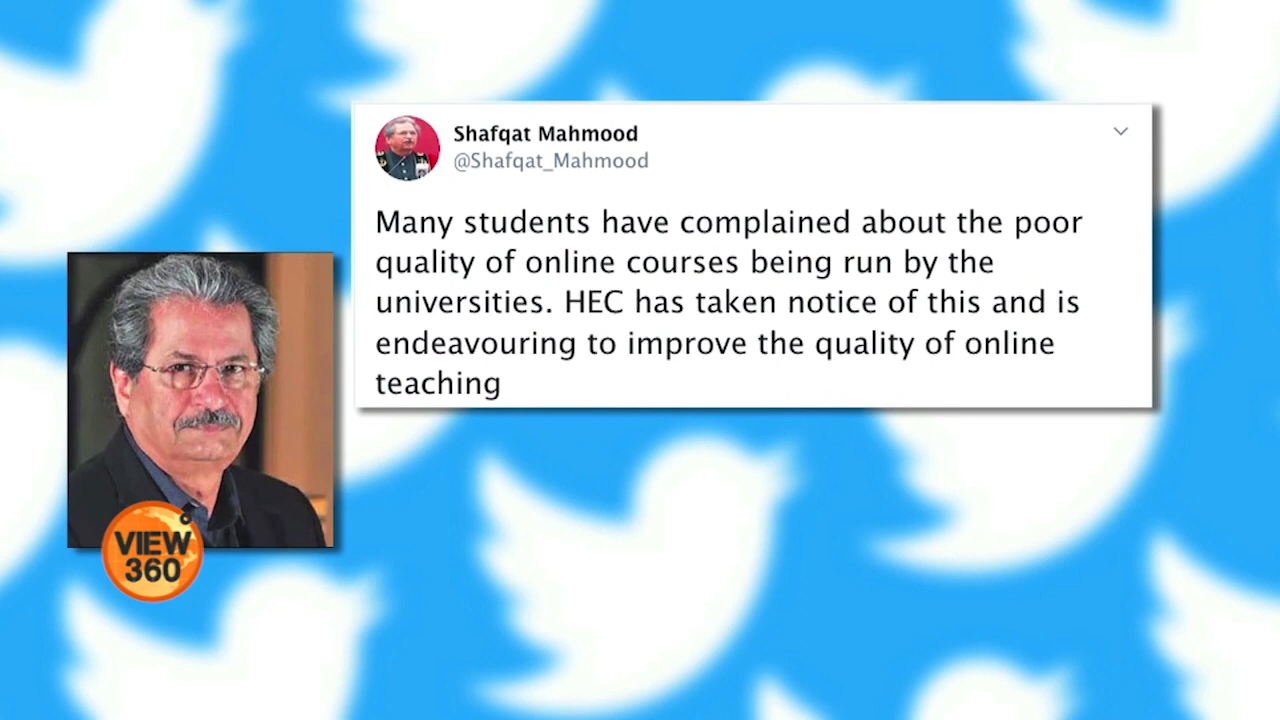 Shafqat Mahmood
@Shafqat_Mahmood
Many students have complained about the poor
quality of online courses being run by the
universities. HEC has taken notice of this and is
endeavouring to improve the quality of online
teaching
VIEW°
360